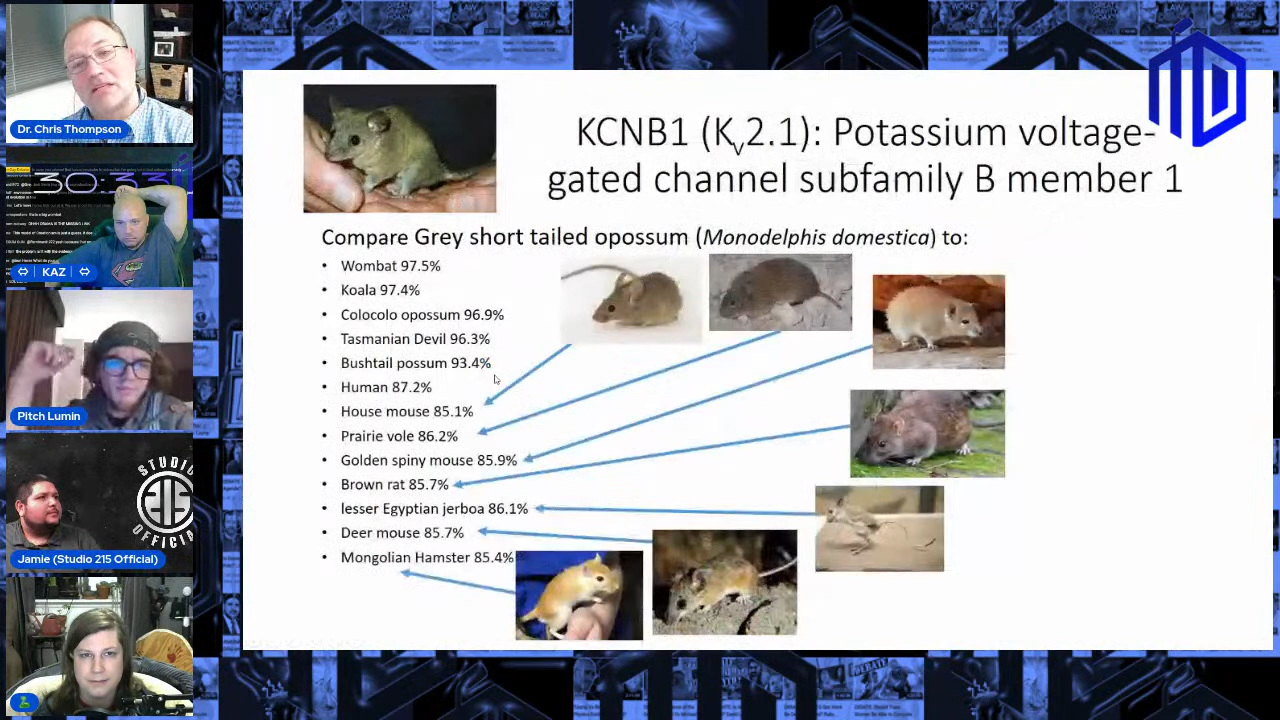 Dr. Chris Thompson
KAZ
Pitch Lumin
STUDIO
215
OFFICIAL
Jamie (Studio 215 Official)
KCNB1 (Kv2.1): Potassium voltage-
gated channel subfamily B member 1
Compare Grey short tailed opossum (Monodelphis domestica) to:
• Wombat 97.5%
• Koala 97.4%
• Colocolo opossum 96.9%
• Tasmanian Devil 96.3%
• Bushtail possum 93.4%
• Human 87.2%
• House mouse 85.1%
• Prairie vole 86.2%
• Golden spiny mouse 85.9%
• Brown rat 85.7%
• lesser Egyptian jerboa 86.1%
• Deer mouse 85.7%
• Mongolian Hamster 85.4%